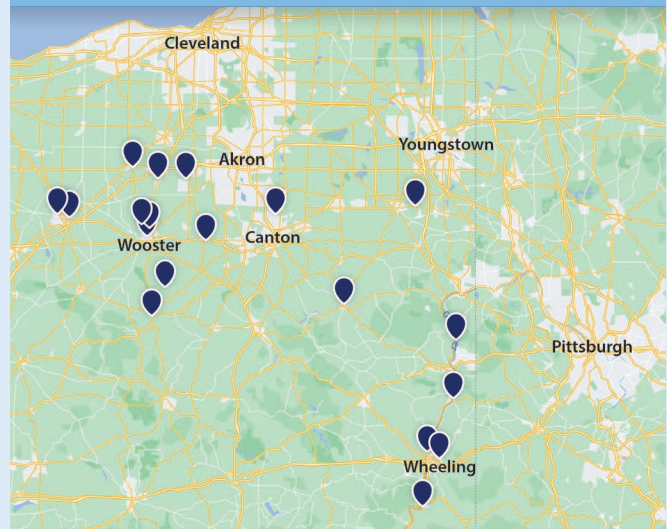 Cleveland
Youngstown
Akron
Canton
Wooster
Pittsburgh
Wheeling